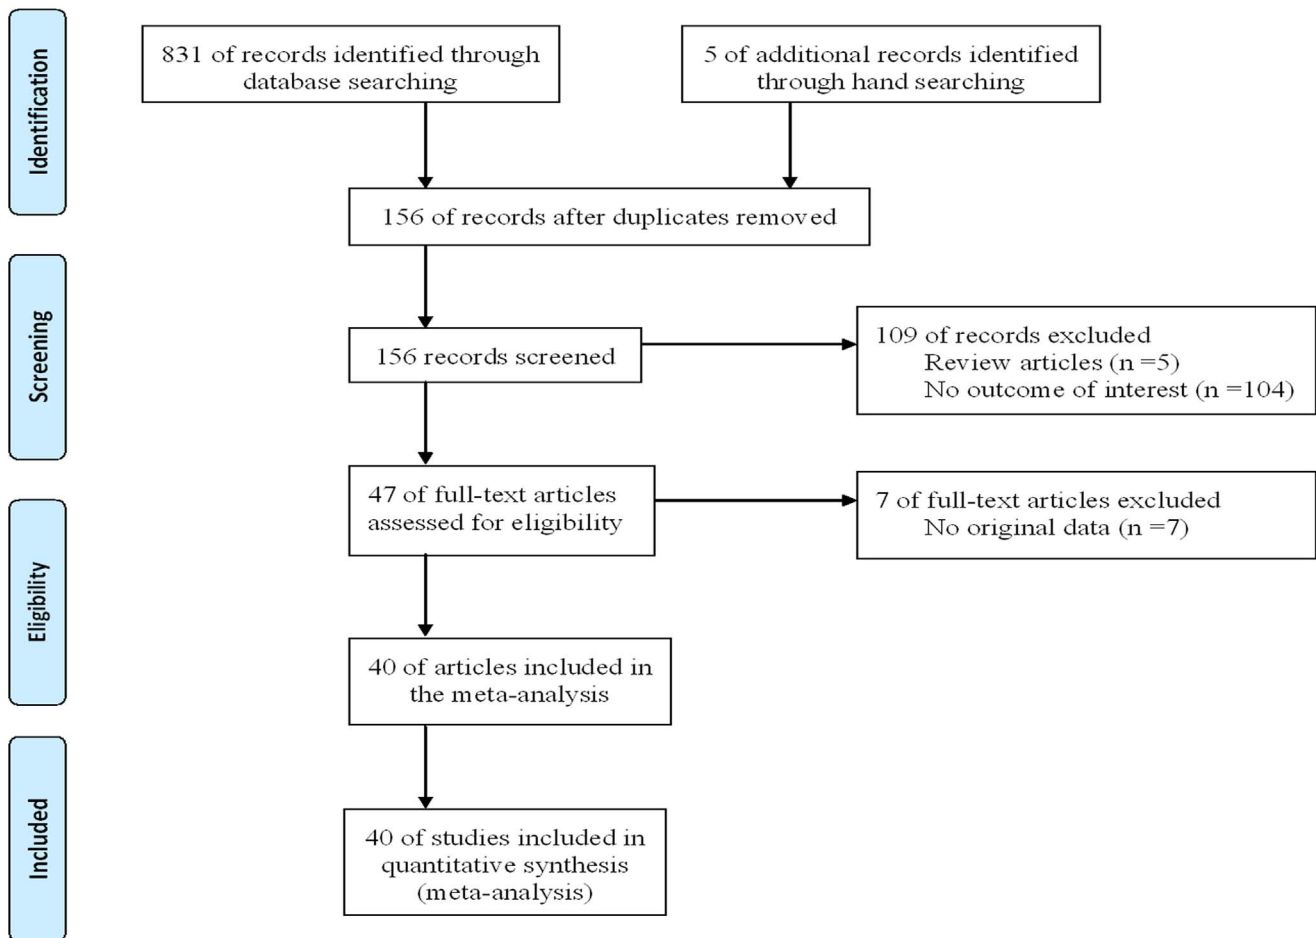 Identification
831 of records identified through
database searching
5 of additional records identified
through hand searching
156 of records after duplicates removed
Screening
156 records screened
109 of records excluded
Review articles (n =5)
No outcome of interest (n =104)
Eligibility
47 of full-text articles
assessed for eligibility
7 of full-text articles excluded
No original data (n =7)
40 of articles included in
the meta-analysis
Included
40 of studies included in
quantitative synthesis
(meta-analysis)